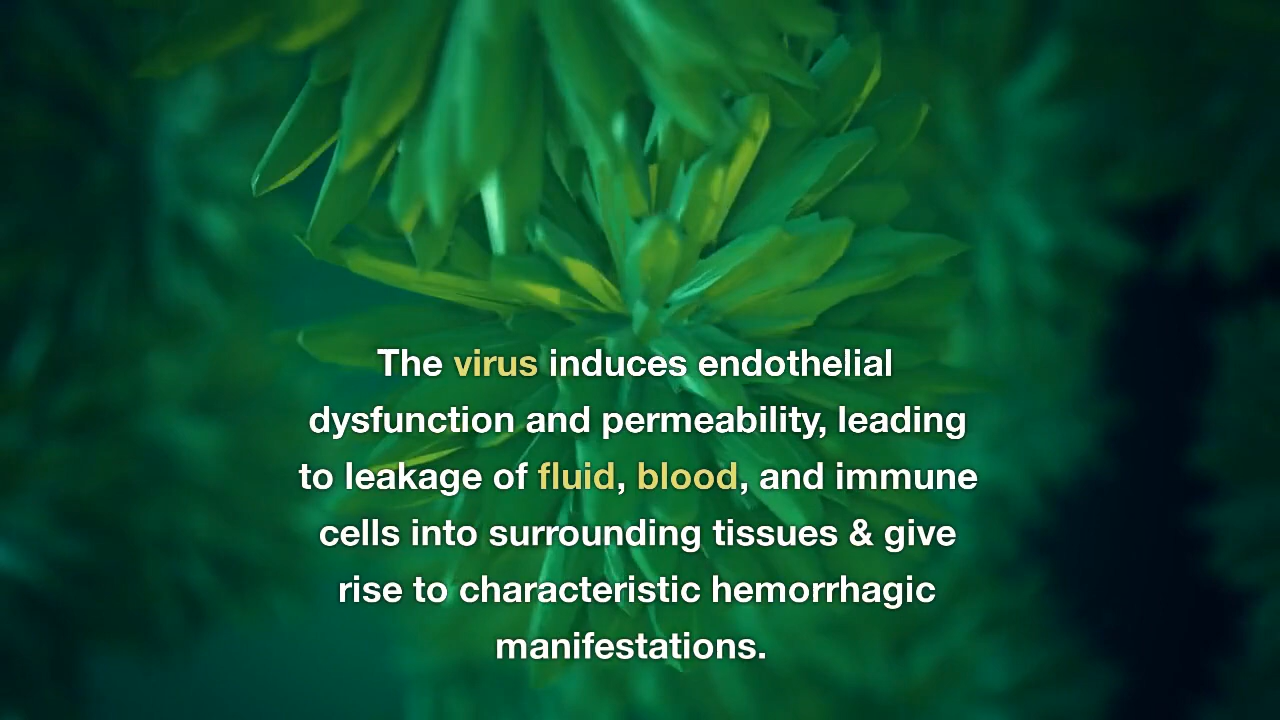 The virus induces endothelial
dysfunction and permeability, leading
to leakage of fluid, blood, and immune
cells into surrounding tissues & give
rise to characteristic hemorrhagic
manifestations.